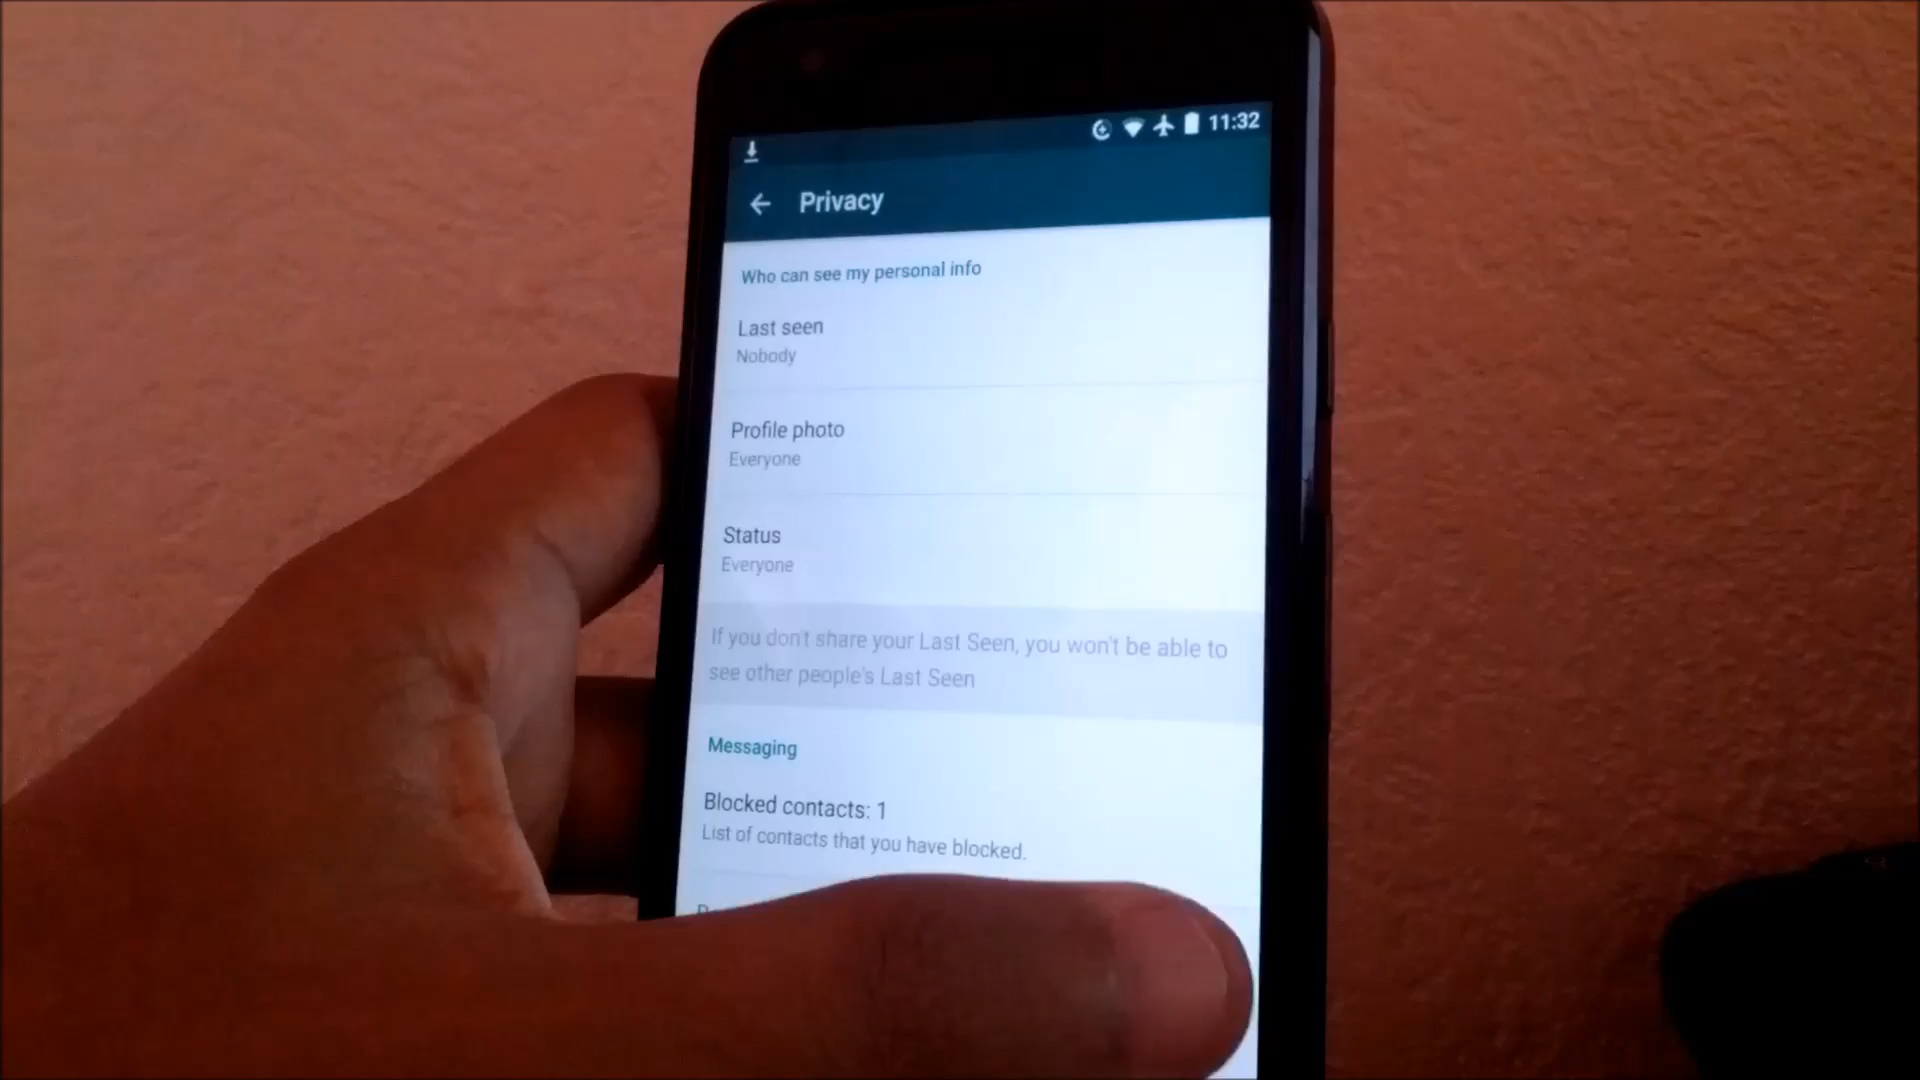 11:32
Privacy
Who can see my personal info
Last seen
Nobody
Profile photo
Everyone
Status
Everyone
If you don't share your Last Seen, you won't be able to
see other people's Last Seen
Messaging
Blocked contacts: 1
List of contacts that you have blocked.